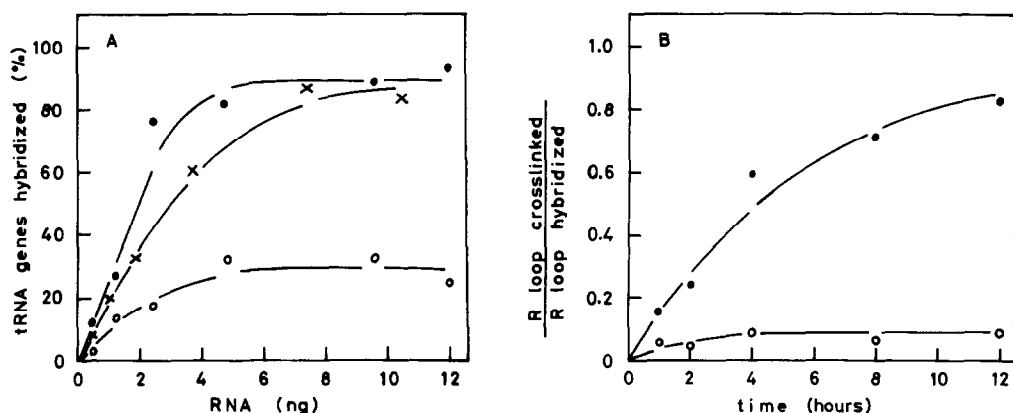 A
100
80
60
40
20
0
tRNA genes hybridized (%)
0 2 4 6 8 10 12
RNA (ng)
B
1.0
0.8
0.6
0.4
0.2
0
R loop crosslinked
R loop hybridized
0 2 4 6 8 10 12
time (hours)